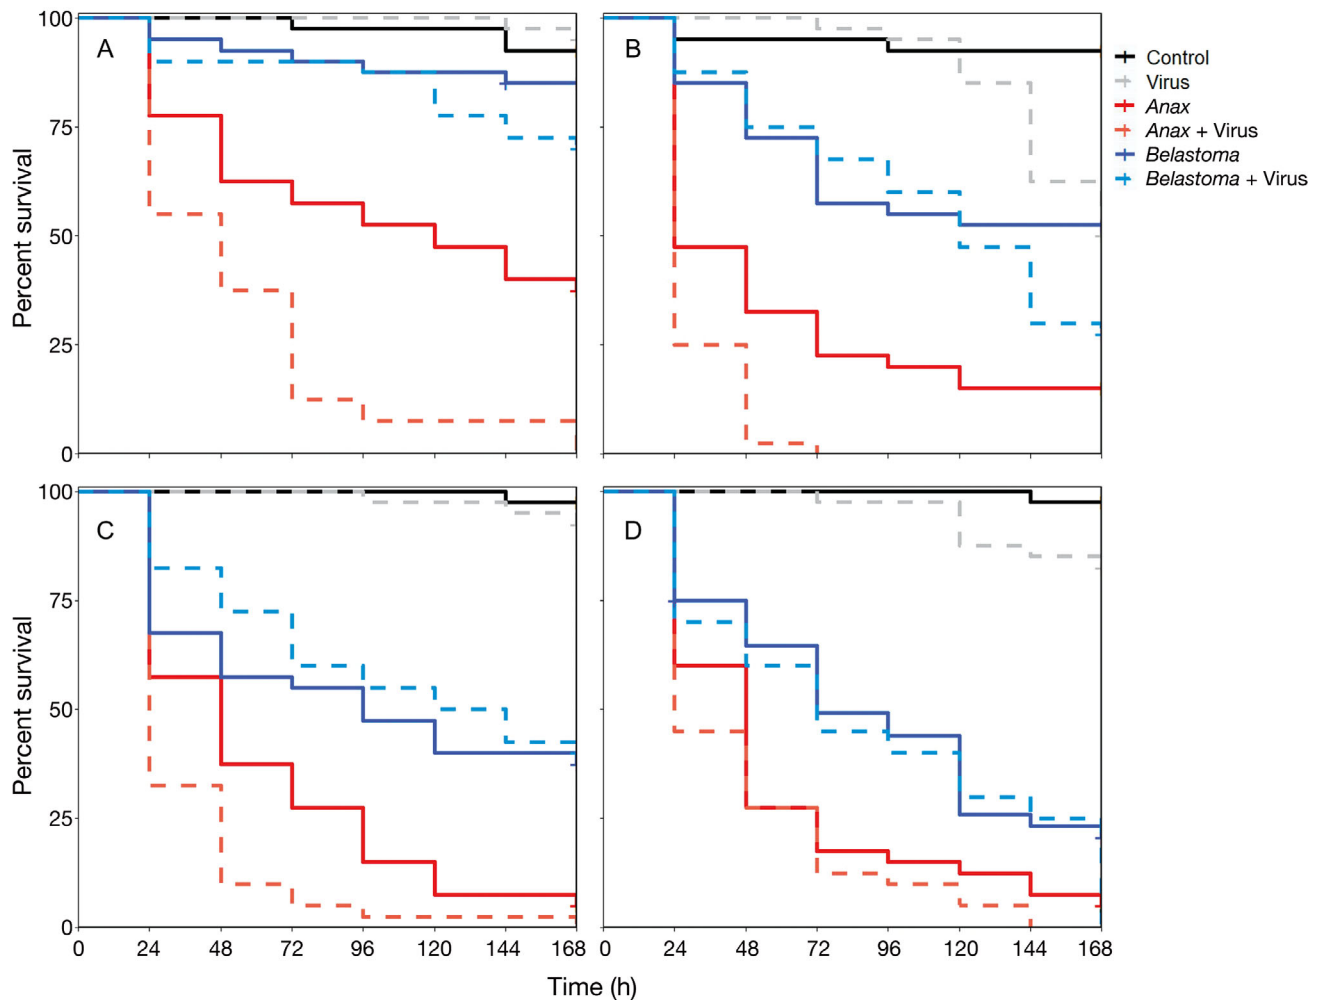 100
75
50
25
0
Percent survival
A
B
Control
Virus
Anax
Anax + Virus
Belastoma
Belastoma + Virus
100
75
50
25
0
Percent survival
C
D
0 24 48 72 96 120 144 168
0 24 48 72 96 120 144 168
Time (h)